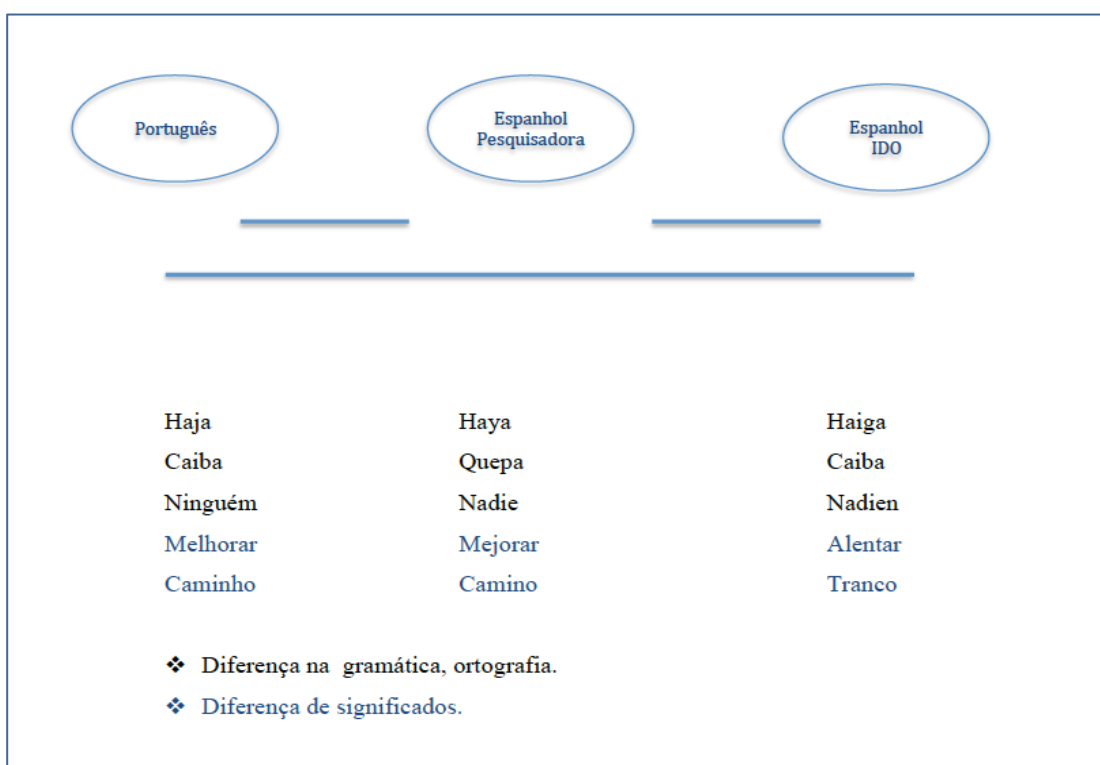 Português
Espanhol
Pesquisadora
Espanhol
IDO
Haja Haya Haiga
Caiba Quepa Caiba
Ninguém Nadie Nadien
Melhorar Mejorar Alentar
Caminho Camino Tranco
❖ Diferença na gramática, ortografia.
❖ Diferença de significados.